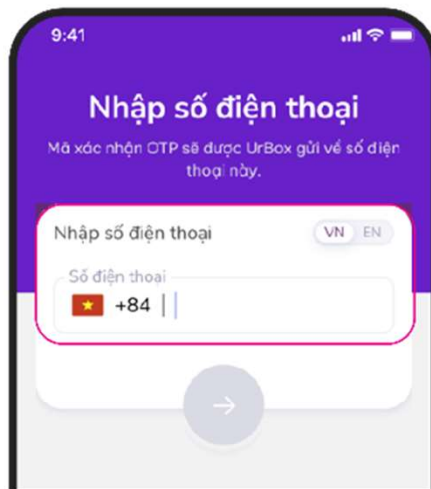 9:41
Nhập số điện thoại
Mã xác nhận OTP sẽ được UrBox gửi về số điện
thoại này.
Nhập số điện thoại VN EN
Số điện thoại
+84